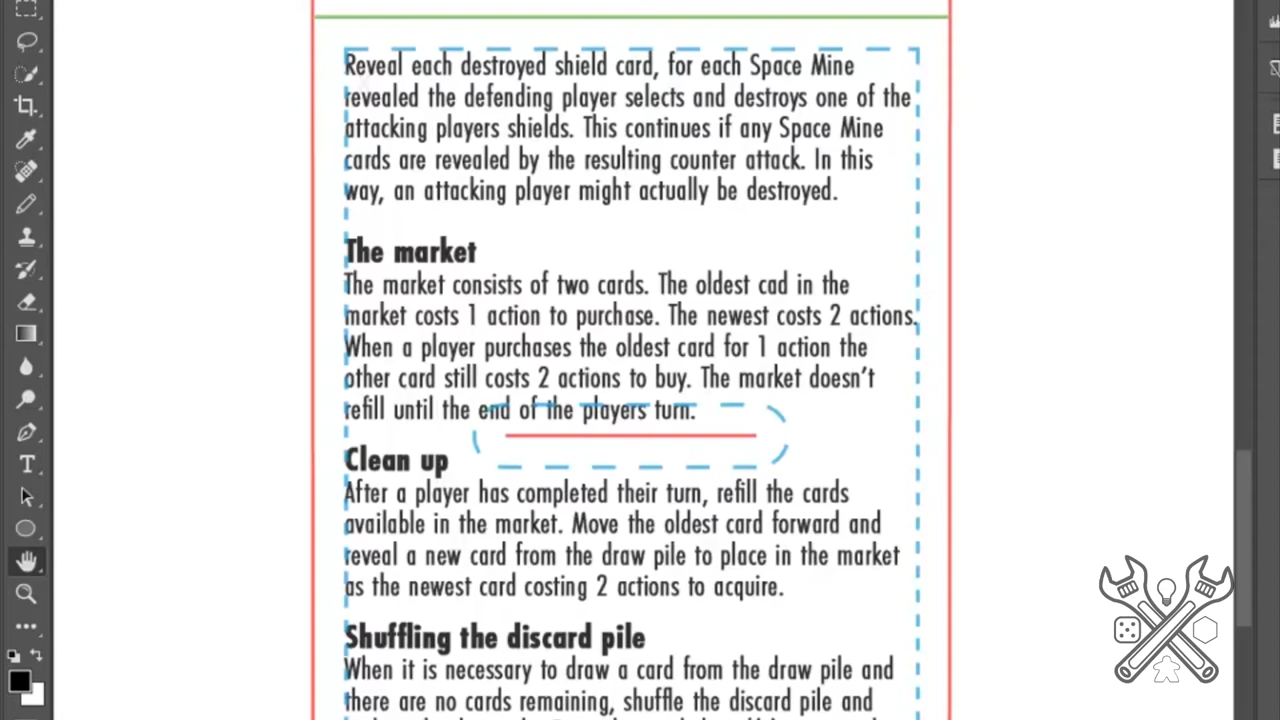 Reveal each destroyed shield card, for each Space Mine
revealed the defending player selects and destroys one of the
attacking players shields. This continues if any Space Mine
cards are revealed by the resulting counter attack. In this
way, an attacking player might actually be destroyed.
The market
The market consists of two cards. The oldest cad in the
market costs 1 action to purchase. The newest costs 2 actions.
When a player purchases the oldest card for 1 action the
other card still costs 2 actions to buy. The market doesn't
refill until the end of the players turn.
Clean up
After a player has completed their turn, refill the cards
available in the market. Move the oldest card forward and
reveal a new card from the draw pile to place in the market
as the newest card costing 2 actions to acquire.
Shuffling the discard pile
When it is necessary to draw a card from the draw pile and
there are no cards remaining, shuffle the discard pile and